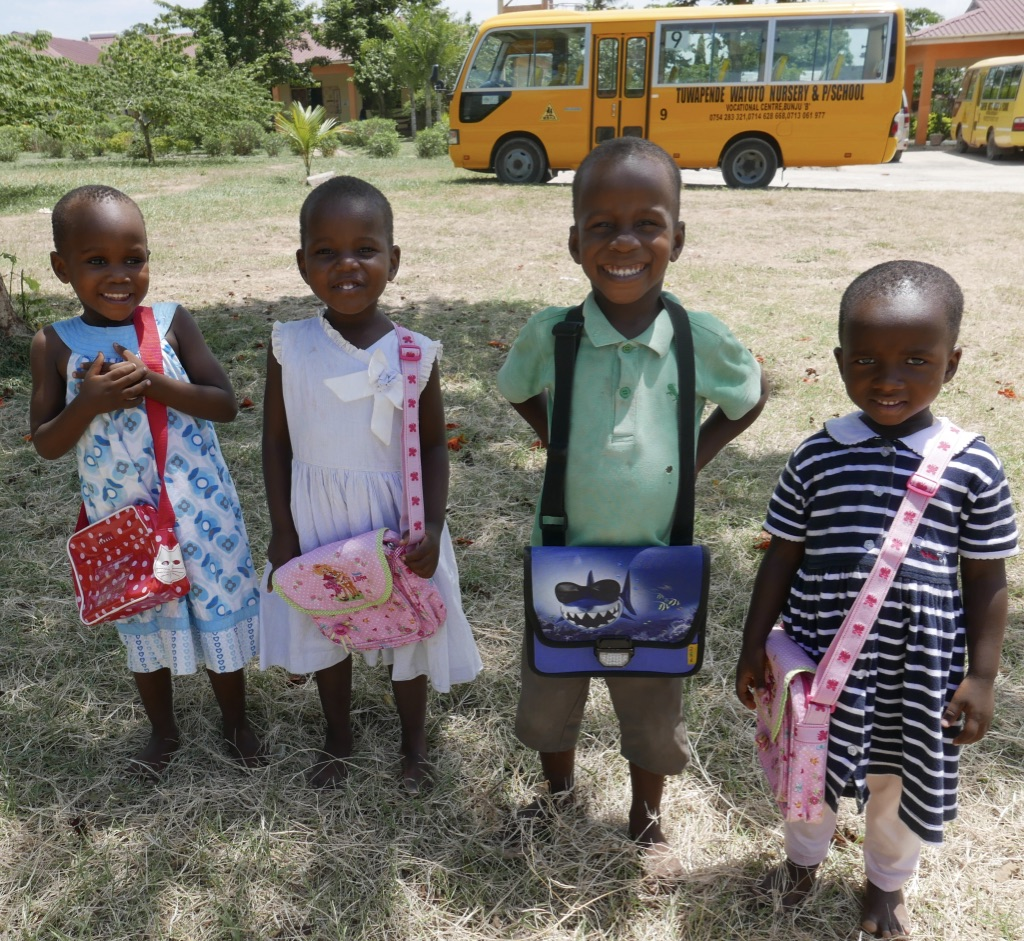 9
TUWAPENDE WATOTO NURSERY & P/SCHOOL
VOCATIONAL CENTRE, BUNJU 'B'
9
0754 283 321,0714 628 668,0713 061 977